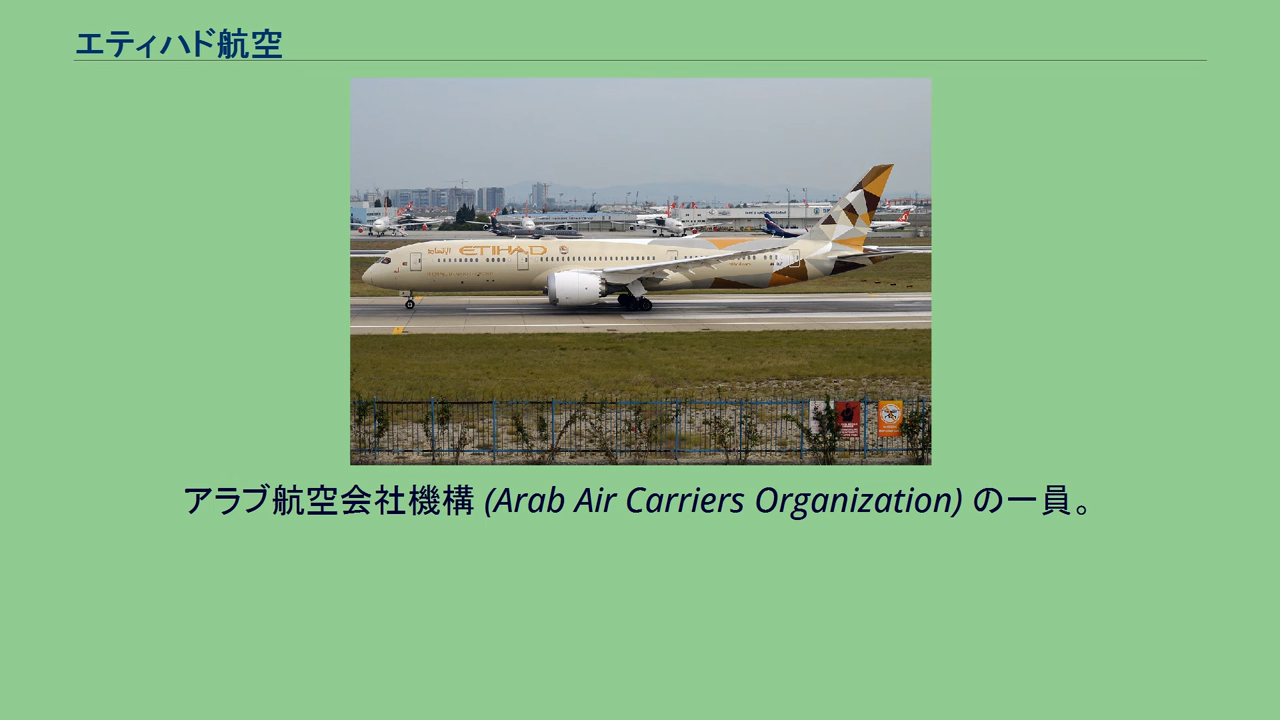 エティハド航空
الإتحاد ETIHAD
アラブ航空会社機構 (Arab Air Carriers Organization) の一員。